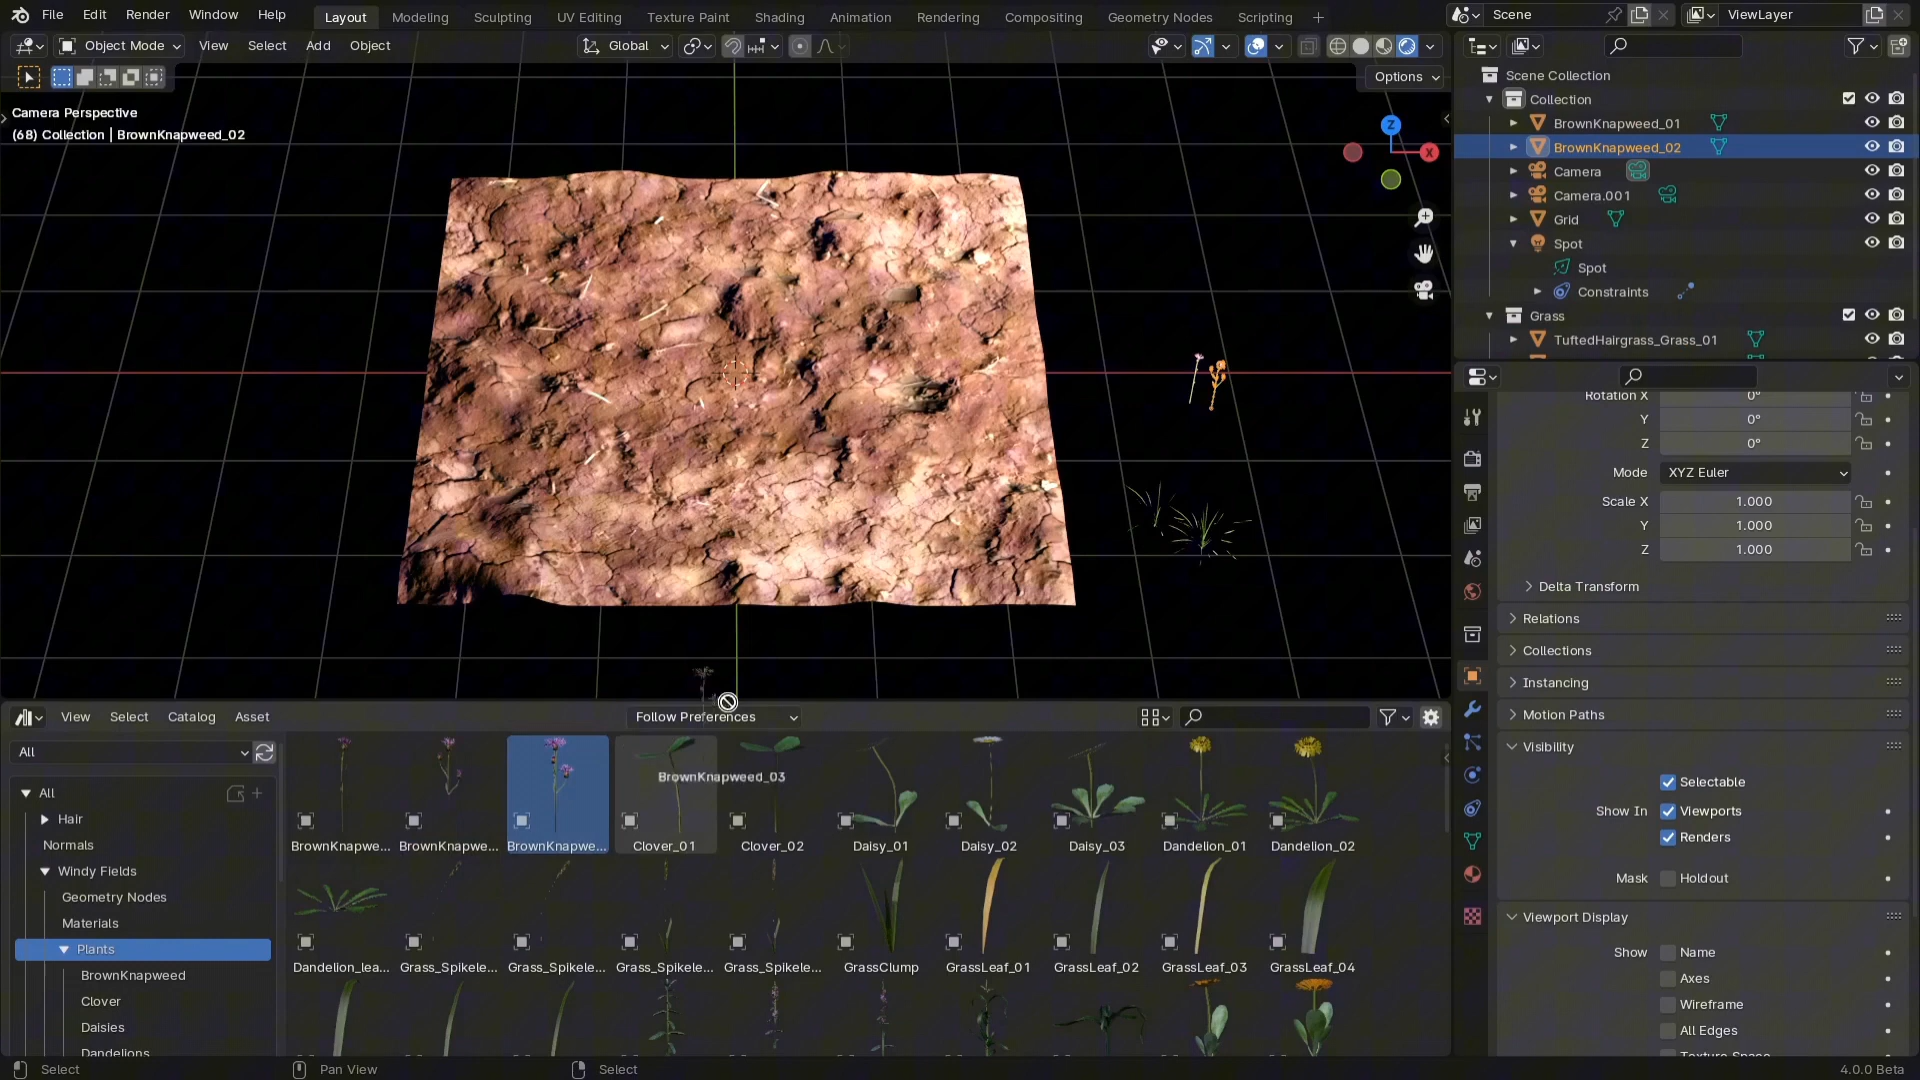 File Edit Render Window Help Layout Modeling Sculpting UV Editing Texture Paint Shading Animation Rendering Compositing Geometry Nodes Scripting + Scene ViewLayer
Object Mode View Select Add Object Global
Options
Camera Perspective
(68) Collection | BrownKnapweed_02
Z
X
Scene Collection
Collection
BrownKnapweed_01
BrownKnapweed_02
Camera
Camera.001
Grid
Spot
Spot
Constraints
Grass
TuftedHairgrass_Grass_01
Rotation X 0°
Y 0°
Z 0°
Mode XYZ Euler
Scale X 1.000
Y 1.000
Z 1.000
Delta Transform
Relations
Collections
Instancing
Motion Paths
Visibility
Selectable
Show In Viewports
Renders
Mask Holdout
Viewport Display
Show Name
Axes
Wireframe
All Edges
Texture Space
View Select Catalog Asset Follow Preferences
All
All
Hair
Normals
Windy Fields
Geometry Nodes
Materials
Plants
BrownKnapweed
Clover
Daisies
Dandelions
BrownKnapweed_03
BrownKnapwe... BrownKnapwe... BrownKnapwe... Clover_01 Clover_02 Daisy_01 Daisy_02 Daisy_03 Dandelion_01 Dandelion_02
Dandelion_lea... Grass_Spikele... Grass_Spikele... Grass_Spikele... Grass_Spikele... GrassClump GrassLeaf_01 GrassLeaf_02 GrassLeaf_03 GrassLeaf_04
Select Pan View Select 4.0.0 Beta